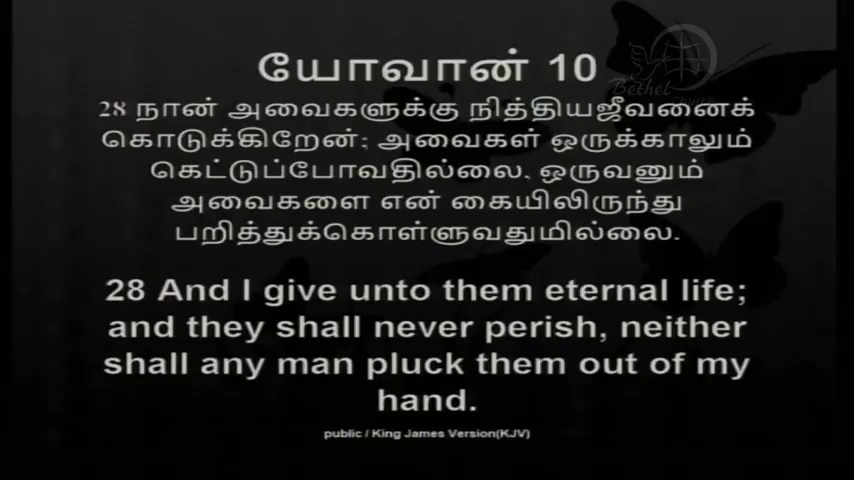 Bethel
யோவான் 10
28 நான் அவைகளுக்கு நித்தியஜீவனைக்
கொடுக்கிறேன்; அவைகள் ஒருக்காலும்
கெட்டுப்போவதில்லை, ஒருவனும்
அவைகளை என் கையிலிருந்து
பறித்துக்கொள்ளுவதுமில்லை.
28 And I give unto them eternal life;
and they shall never perish, neither
shall any man pluck them out of my
hand.
public / King James Version(KJV)